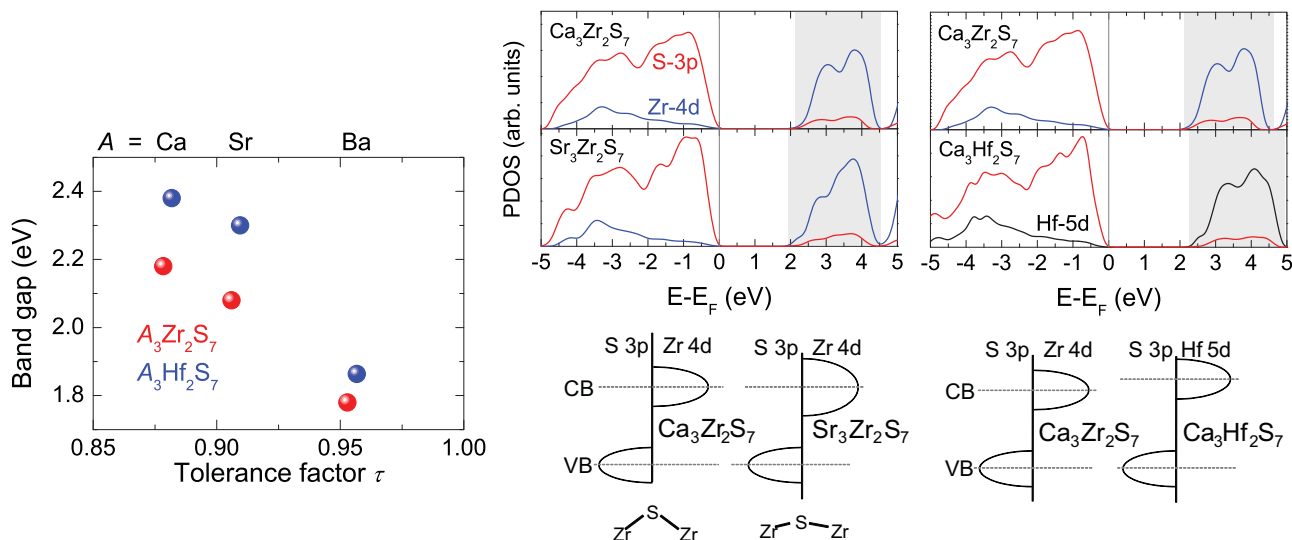 A = Ca Sr Ba
Band gap (eV)
2.4
2.2
2.0
1.8
A₃Zr₂S₇
A₃Hf₂S₇
0.85 0.90 0.95 1.00
Tolerance factor τ
PDOS (arb. units)
Ca₃Zr₂S₇
S-3p
Zr-4d
Sr₃Zr₂S₇
-5 -4 -3 -2 -1 0 1 2 3 4 5
E-E_F (eV)
Ca₃Zr₂S₇
Ca₃Hf₂S₇
Hf-5d
-5 -4 -3 -2 -1 0 1 2 3 4 5
E-E_F (eV)
S 3p Zr 4d
S 3p Zr 4d
CB
Ca₃Zr₂S₇
Sr₃Zr₂S₇
VB
S
Zr Zr
Zr S Zr
S 3p Zr 4d
S 3p Hf 5d
CB
Ca₃Zr₂S₇
Ca₃Hf₂S₇
VB